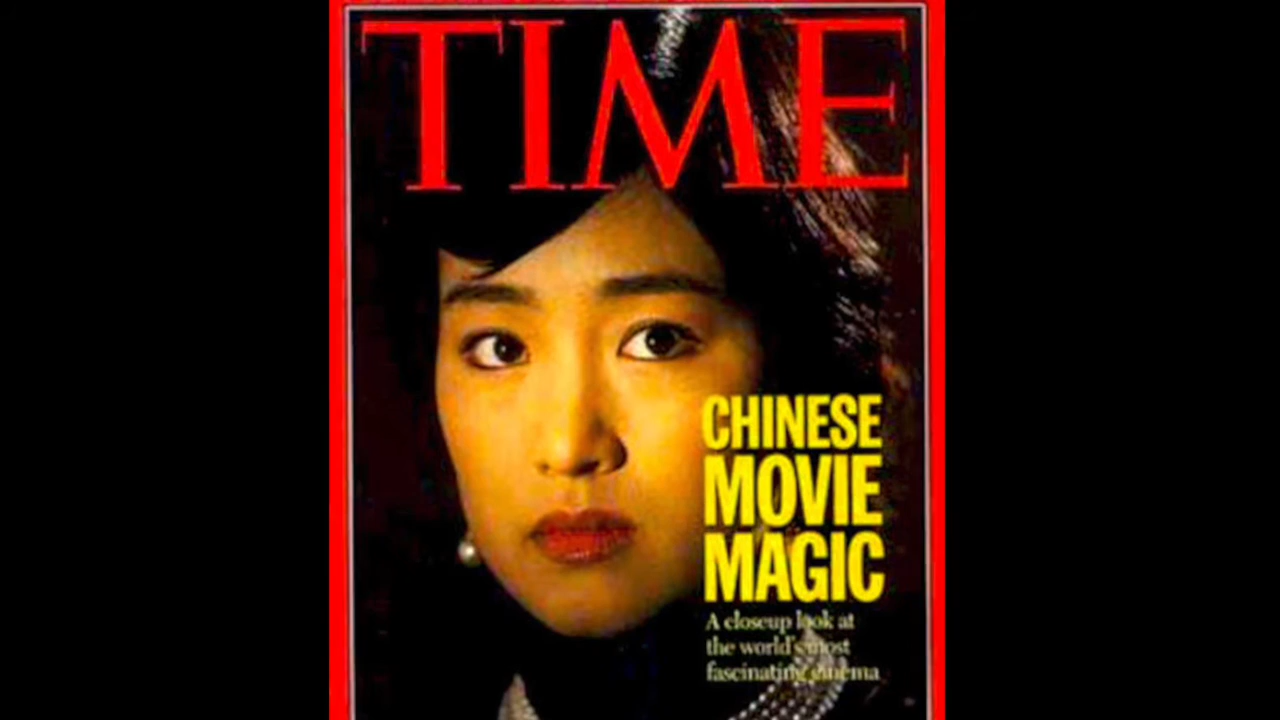 TIME
CHINESE
MOVIE
MAGIC
A closeup look at
the world's most
fascinating cinema